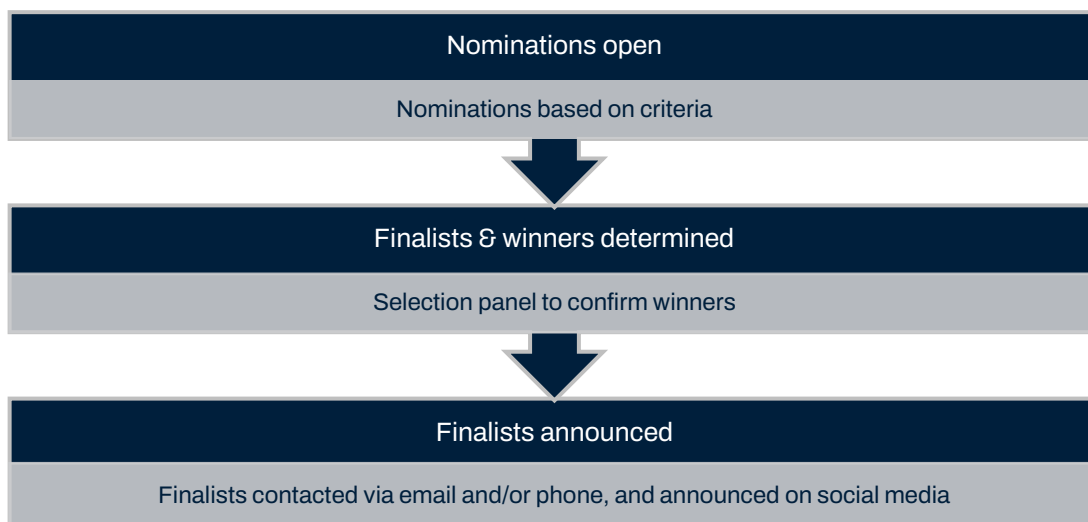 Nominations open
Nominations based on criteria
Finalists & winners determined
Selection panel to confirm winners
Finalists announced
Finalists contacted via email and/or phone, and announced on social media